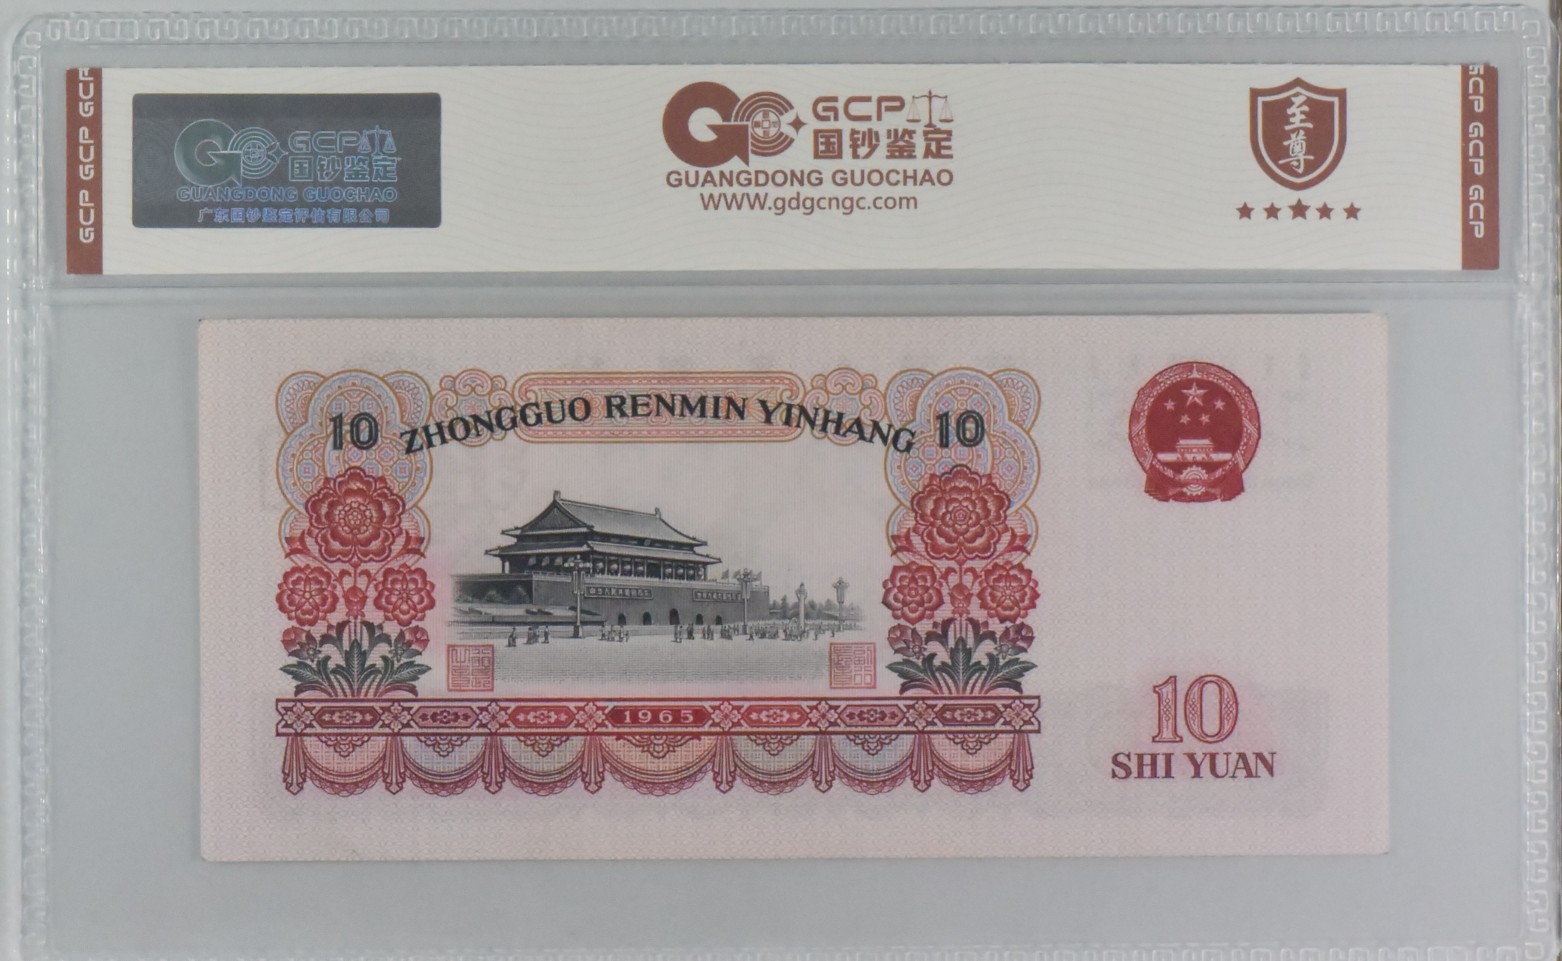 GCP GCP GCP
GCP 国钞鉴定
GUANGDONG GUOCHAO
广东国钞鉴定评估有限公司
GCP
国钞鉴定
GUANGDONG GUOCHAO
WWW.gdgcngc.com
至尊
GCP GCP GCP
10 ZHONGGUO RENMIN YINHANG 10
1965
10
SHI YUAN